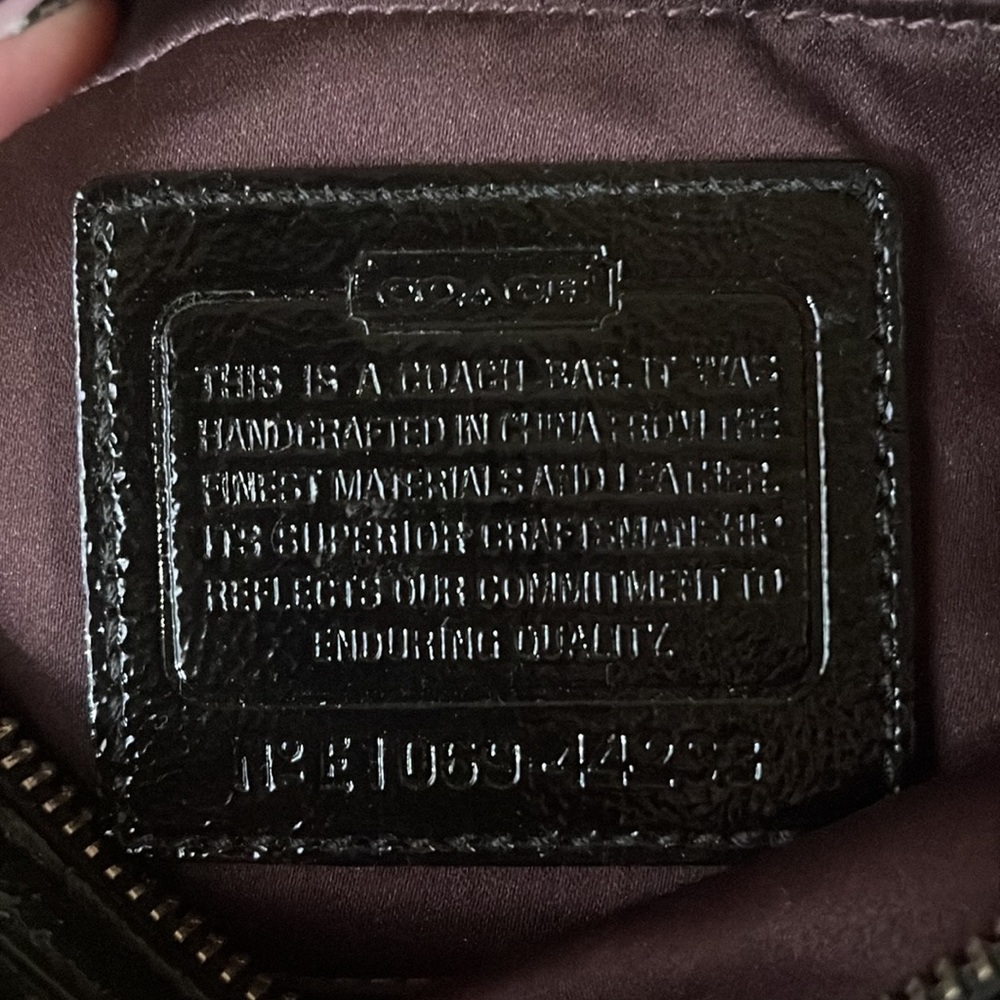 COACH
THIS IS A COACH BAG. IT WAS
HANDCRAFTED IN CHINA FROM THE
FINEST MATERIALS AND LEATHER.
ITS SUPERIOR CRAFTSMANSHIP
REFLECTS OUR COMMITMENT TO
ENDURING QUALITY.